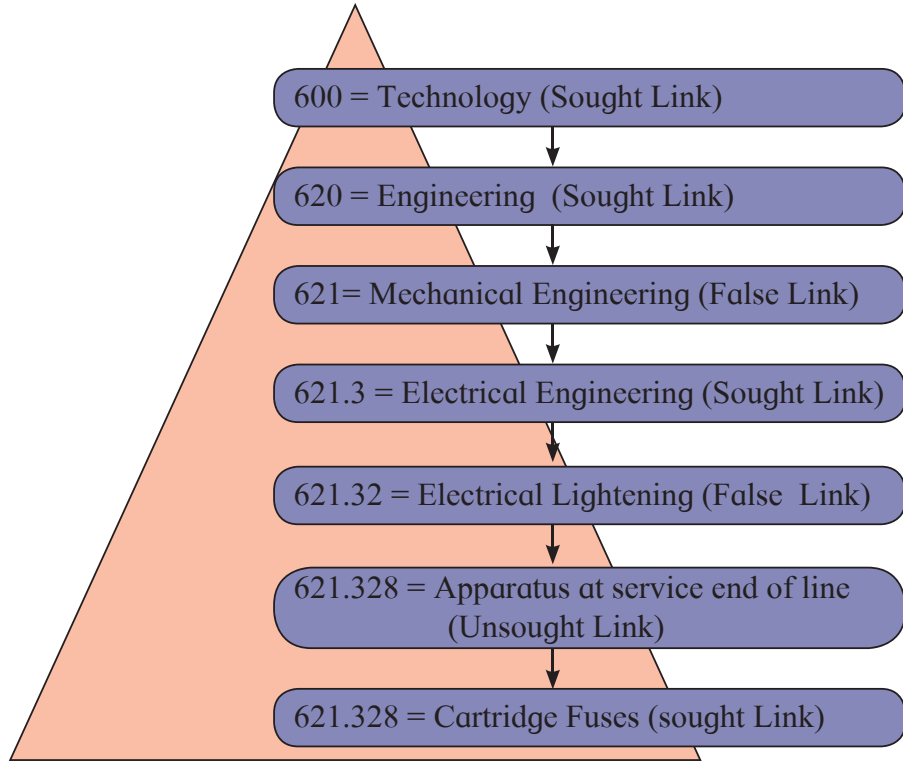 600 = Technology (Sought Link)
620 = Engineering (Sought Link)
621= Mechanical Engineering (False Link)
621.3 = Electrical Engineering (Sought Link)
621.32 = Electrical Lightening (False Link)
621.328 = Apparatus at service end of line
(Unsought Link)
621.328 = Cartridge Fuses (sought Link)